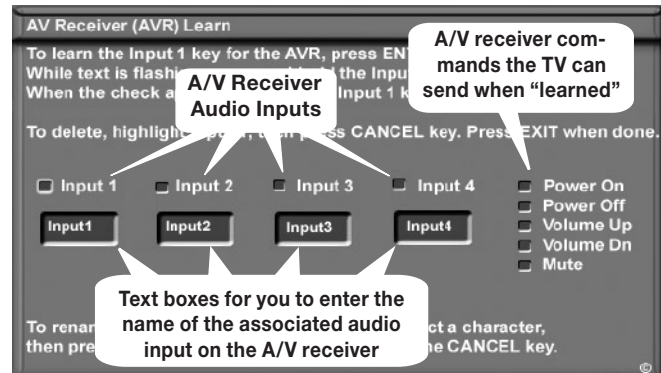 AV Receiver (AVR) Learn
To learn the Input 1 key for the AVR, press EN
While text is flashi the Inpu
When the check a Input 1 k
A/V Receiver
Audio Inputs
A/V receiver com-
mands the TV can
send when “learned”
To delete, highlight press CANCEL key. Press EXIT when done.
Input 1 Input 2 Input 3 Input 4
Input1 Input2 Input3 Input4
Power On
Power Off
Volume Up
Volume Dn
Mute
Text boxes for you to enter the
name of the associated audio
input on the A/V receiver
To renam ct a character,
then pre he CANCEL key.
©